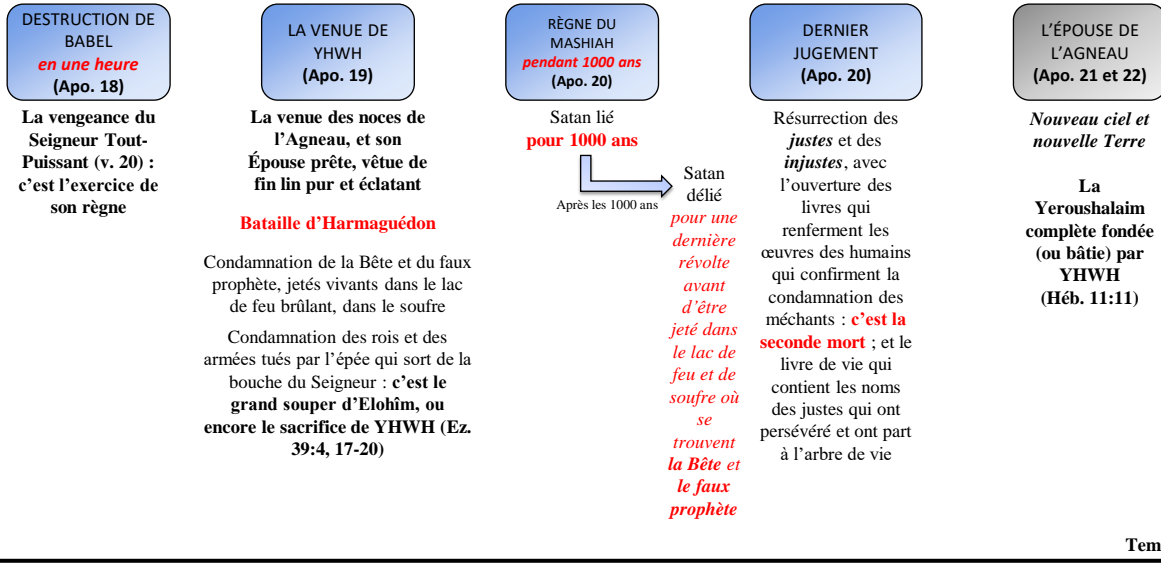 DESTRUCTION DE
BABEL
en une heure
(Apo. 18)
La vengeance du
Seigneur Tout-
Puissant (v. 20) :
c’est l’exercice de
son règne
LA VENUE DE
YHWH
(Apo. 19)
La venue des noces de
l’Agneau, et son
Épouse prête, vêtue de
fin lin pur et éclatant
Bataille d’Harmaguédon
Condamnation de la Bête et du faux
prophète, jetés vivants dans le lac
de feu brûlant, dans le soufre
Condamnation des rois et des
armées tués par l’épée qui sort de la
bouche du Seigneur : c’est le
grand souper d’Elohîm, ou
encore le sacrifice de YHWH (Ez.
39:4, 17-20)
RÈGNE DU
MASHIAH
pendant 1000 ans
(Apo. 20)
Satan lié
pour 1000 ans
Après les 1000 ans
Satan
délié
pour une
dernière
révolte
avant
d’être
jeté dans
le lac de
feu et de
soufre où
se
trouvent
la Bête et
le faux
prophète
DERNIER
JUGEMENT
(Apo. 20)
Résurrection des
justes et des
injustes, avec
l’ouverture des
livres qui
renferment les
œuvres des humains
qui confirment la
condamnation des
méchants : c’est la
seconde mort ; et le
livre de vie qui
contient les noms
des justes qui ont
persévéré et ont part
à l’arbre de vie
L’ÉPOUSE DE
L’AGNEAU
(Apo. 21 et 22)
Nouveau ciel et
nouvelle Terre
La
Yeroushalaim
complète fondée
(ou bâtie) par
YHWH
(Héb. 11:11)
Tem